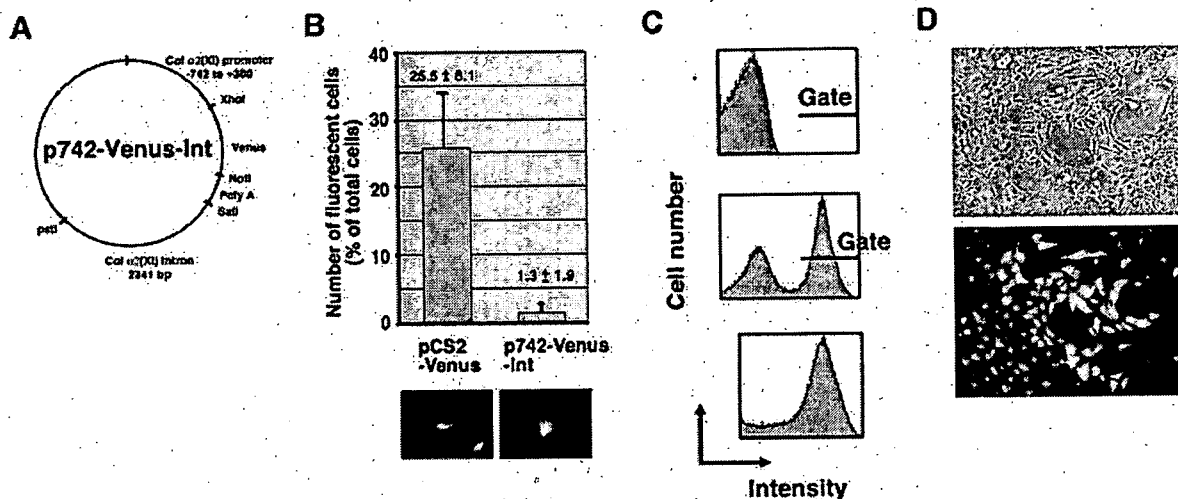 A
Col α2(XI) promoter
-742 to +380
XhoI
p742-Venus-Int
Venus
NotI
Poly A
SalI
pstI
Col α2(XI) Intron
2341 bp
B
Number of fluorescent cells
(% of total cells)
40
30
20
10
0
25.5 ± 8.1
1.3 ± 1.9
pCS2
-Venus
p742-Venus
-Int
C
Cell number
Gate
Gate
Intensity
D